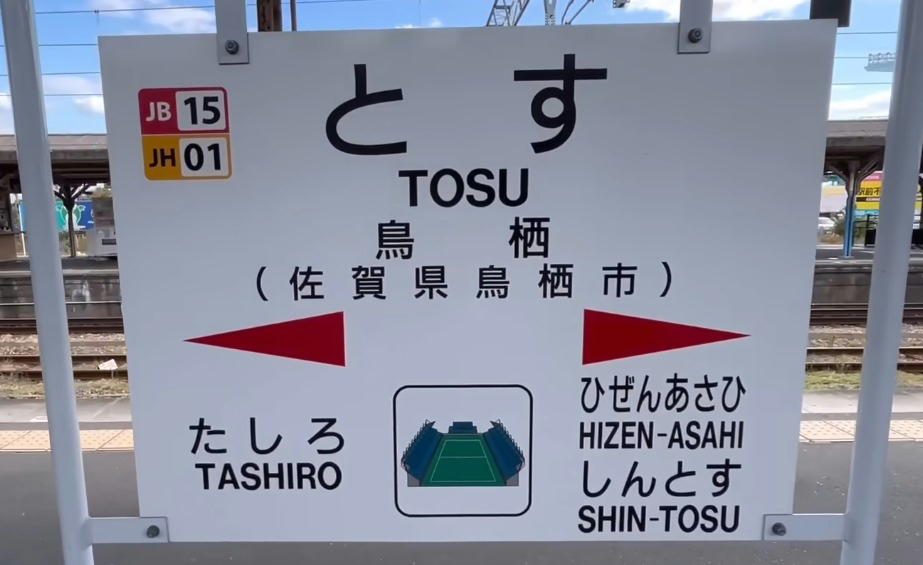 JB 15
JH 01
とす
TOSU
鳥栖
(佐賀県鳥栖市)
たしろ
TASHIRO
ひぜんあさひ
HIZEN-ASAHI
しんとす
SHIN-TOSU